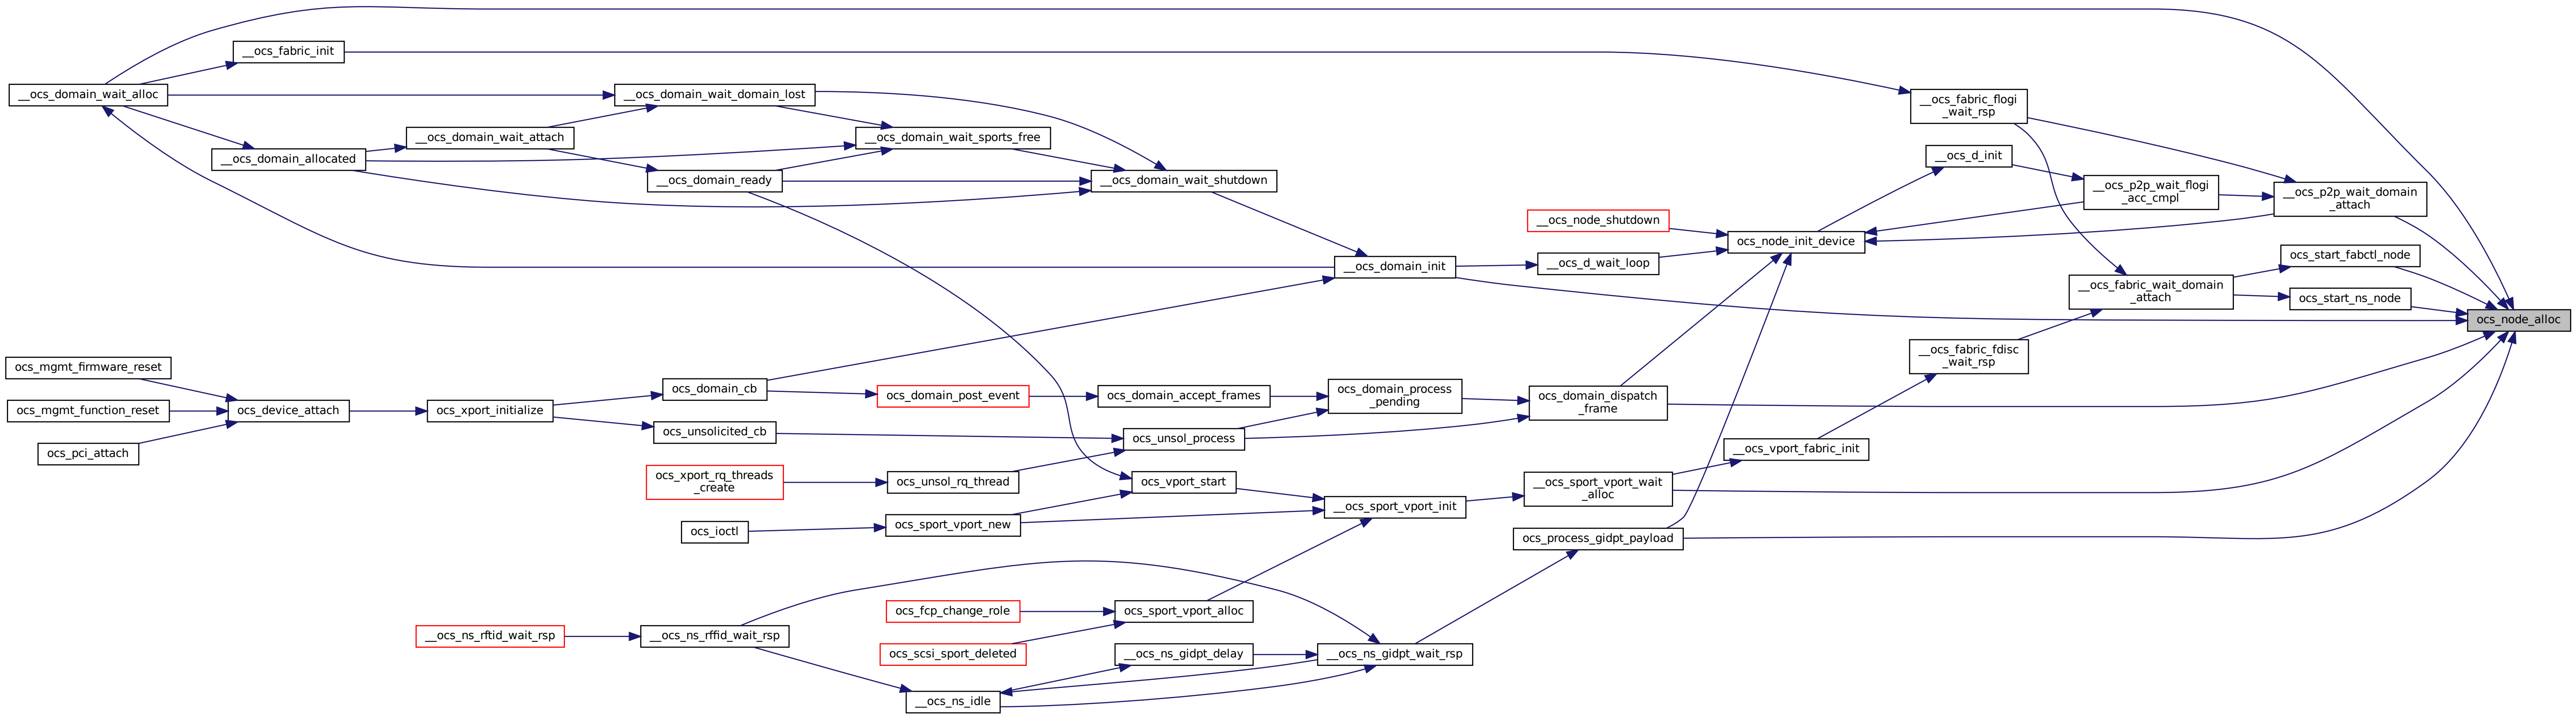 __ocs_fabric_init
__ocs_domain_wait_alloc
__ocs_domain_wait_domain_lost
__ocs_fabric_flogi
_wait_rsp
__ocs_domain_wait_attach
__ocs_domain_wait_sports_free
__ocs_domain_allocated
__ocs_d_init
__ocs_domain_ready
__ocs_domain_wait_shutdown
__ocs_p2p_wait_flogi
_acc_cmpl
__ocs_p2p_wait_domain
_attach
__ocs_node_shutdown
ocs_node_init_device
__ocs_domain_init
__ocs_d_wait_loop
ocs_start_fabctl_node
__ocs_fabric_wait_domain
_attach
ocs_start_ns_node
ocs_node_alloc
__ocs_fabric_fdisc
_wait_rsp
ocs_mgmt_firmware_reset
ocs_domain_cb
ocs_domain_post_event
ocs_domain_accept_frames
ocs_domain_process
_pending
ocs_domain_dispatch
_frame
ocs_mgmt_function_reset
ocs_device_attach
ocs_xport_initialize
ocs_unsolicited_cb
ocs_unsol_process
ocs_pci_attach
__ocs_vport_fabric_init
ocs_xport_rq_threads
_create
ocs_unsol_rq_thread
ocs_vport_start
__ocs_sport_vport_wait
_alloc
__ocs_sport_vport_init
ocs_ioctl
ocs_sport_vport_new
ocs_process_gidpt_payload
ocs_fcp_change_role
ocs_sport_vport_alloc
__ocs_ns_rftid_wait_rsp
__ocs_ns_rffid_wait_rsp
ocs_scsi_sport_deleted
__ocs_ns_gidpt_delay
__ocs_ns_gidpt_wait_rsp
__ocs_ns_idle